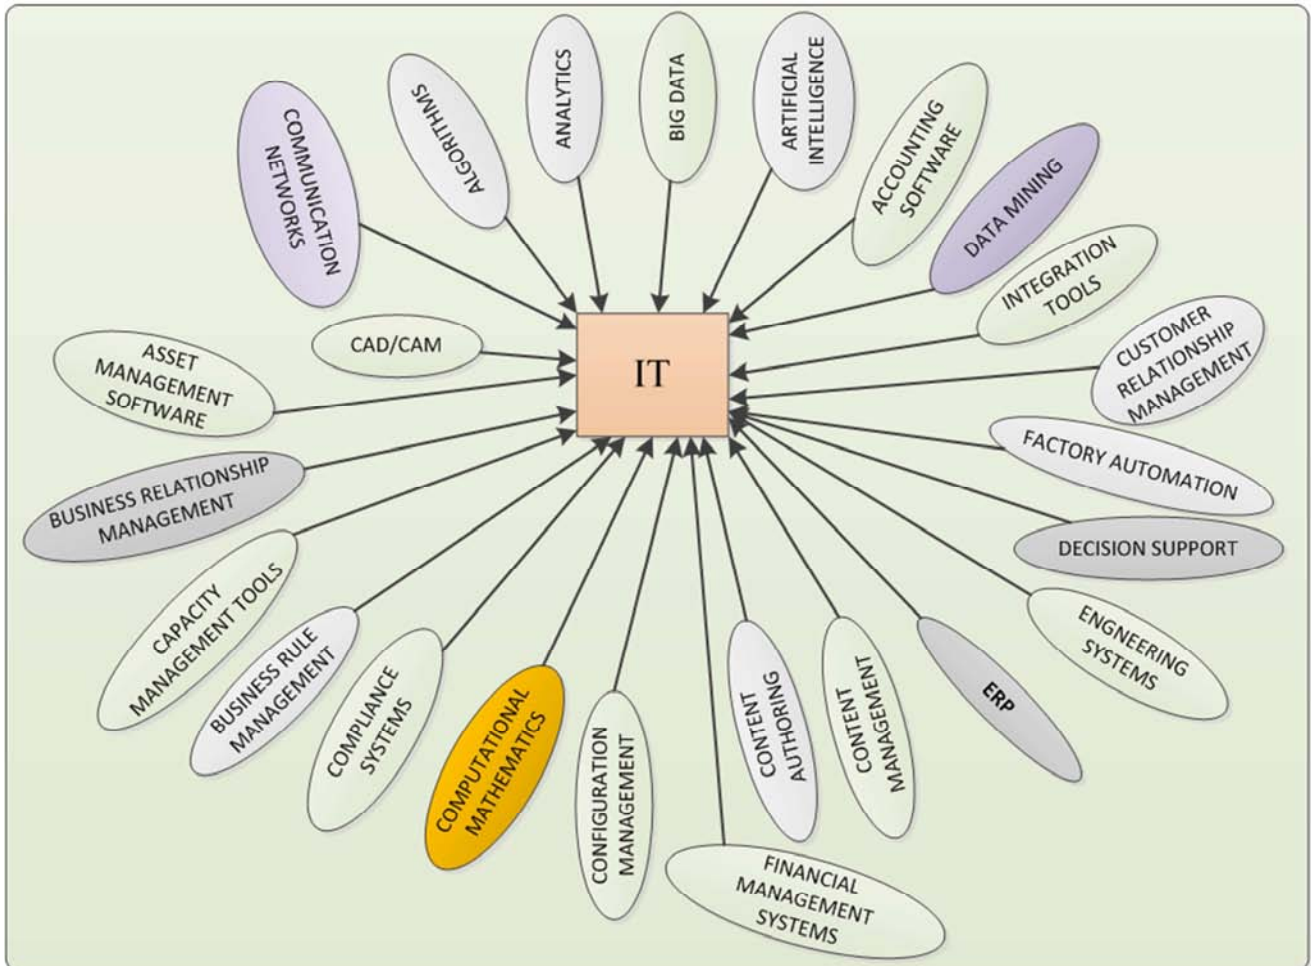 COMMUNICATION
NETWORKS
ALGORITHMS
ANALYTICS
BIG DATA
ARTIFICIAL
INTELLIGENCE
ACCOUNTING
SOFTWARE
DATA MINING
INTEGRATION
TOOLS
CUSTOMER
RELATIONSHIP
MANAGEMENT
CAD/CAM
IT
ASSET
MANAGEMENT
SOFTWARE
FACTORY AUTOMATION
BUSINESS RELATIONSHIP
MANAGEMENT
DECISION SUPPORT
CAPACITY
MANAGEMENT TOOLS
ENGNEERING
SYSTEMS
BUSINESS RULE
MANAGEMENT
COMPLIANCE
SYSTEMS
COMPUTATIONAL
MATHEMATICS
CONFIGURATION
MANAGEMENT
CONTENT
AUTHORING
CONTENT
MANAGEMENT
ERP
FINANCIAL
MANAGEMENT
SYSTEMS